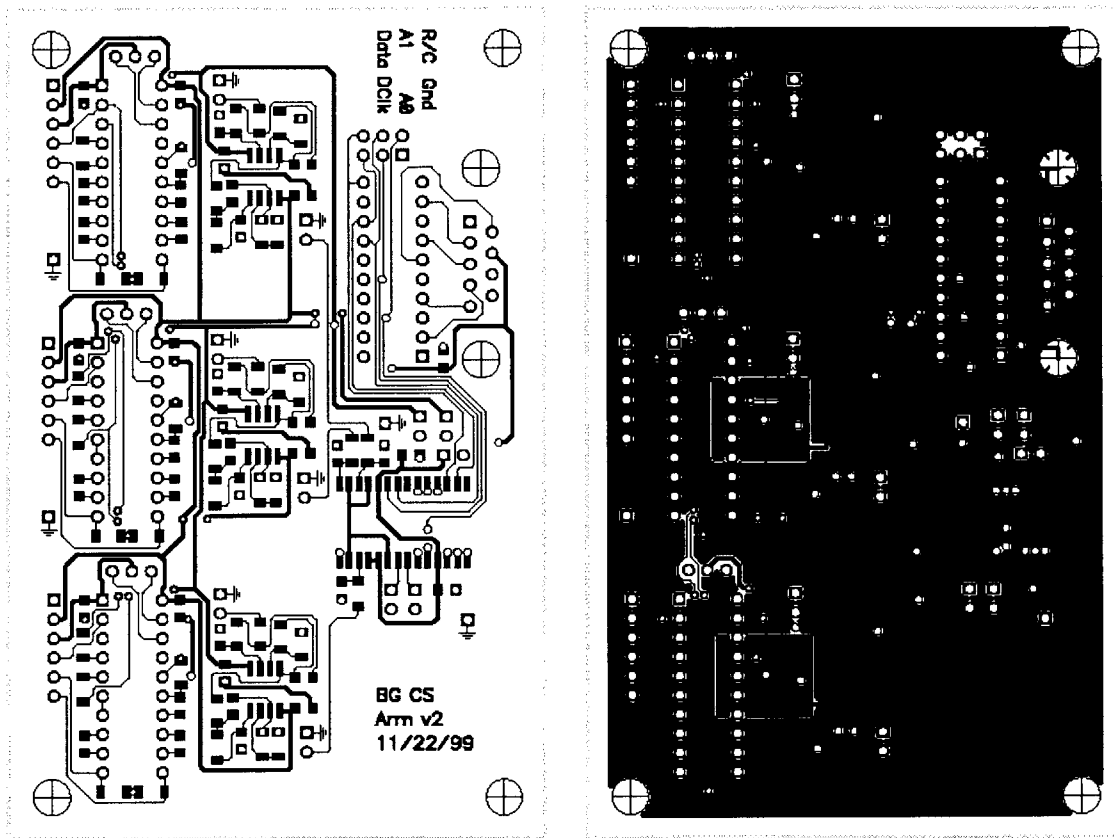 R/C Gnd
A1 A0
Data DClk
BG CS
Arm v2
11/22/99